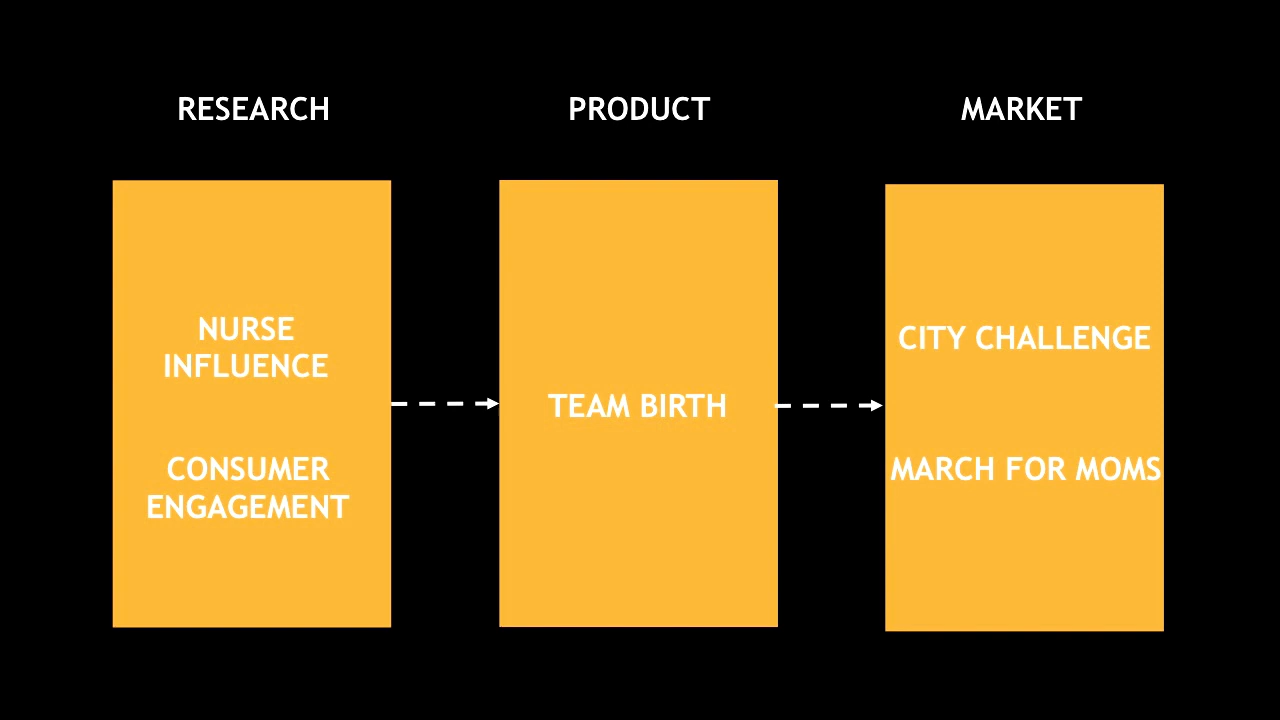 RESEARCH
PRODUCT
MARKET
NURSE
INFLUENCE
CONSUMER
ENGAGEMENT
TEAM BIRTH
CITY CHALLENGE
MARCH FOR MOMS